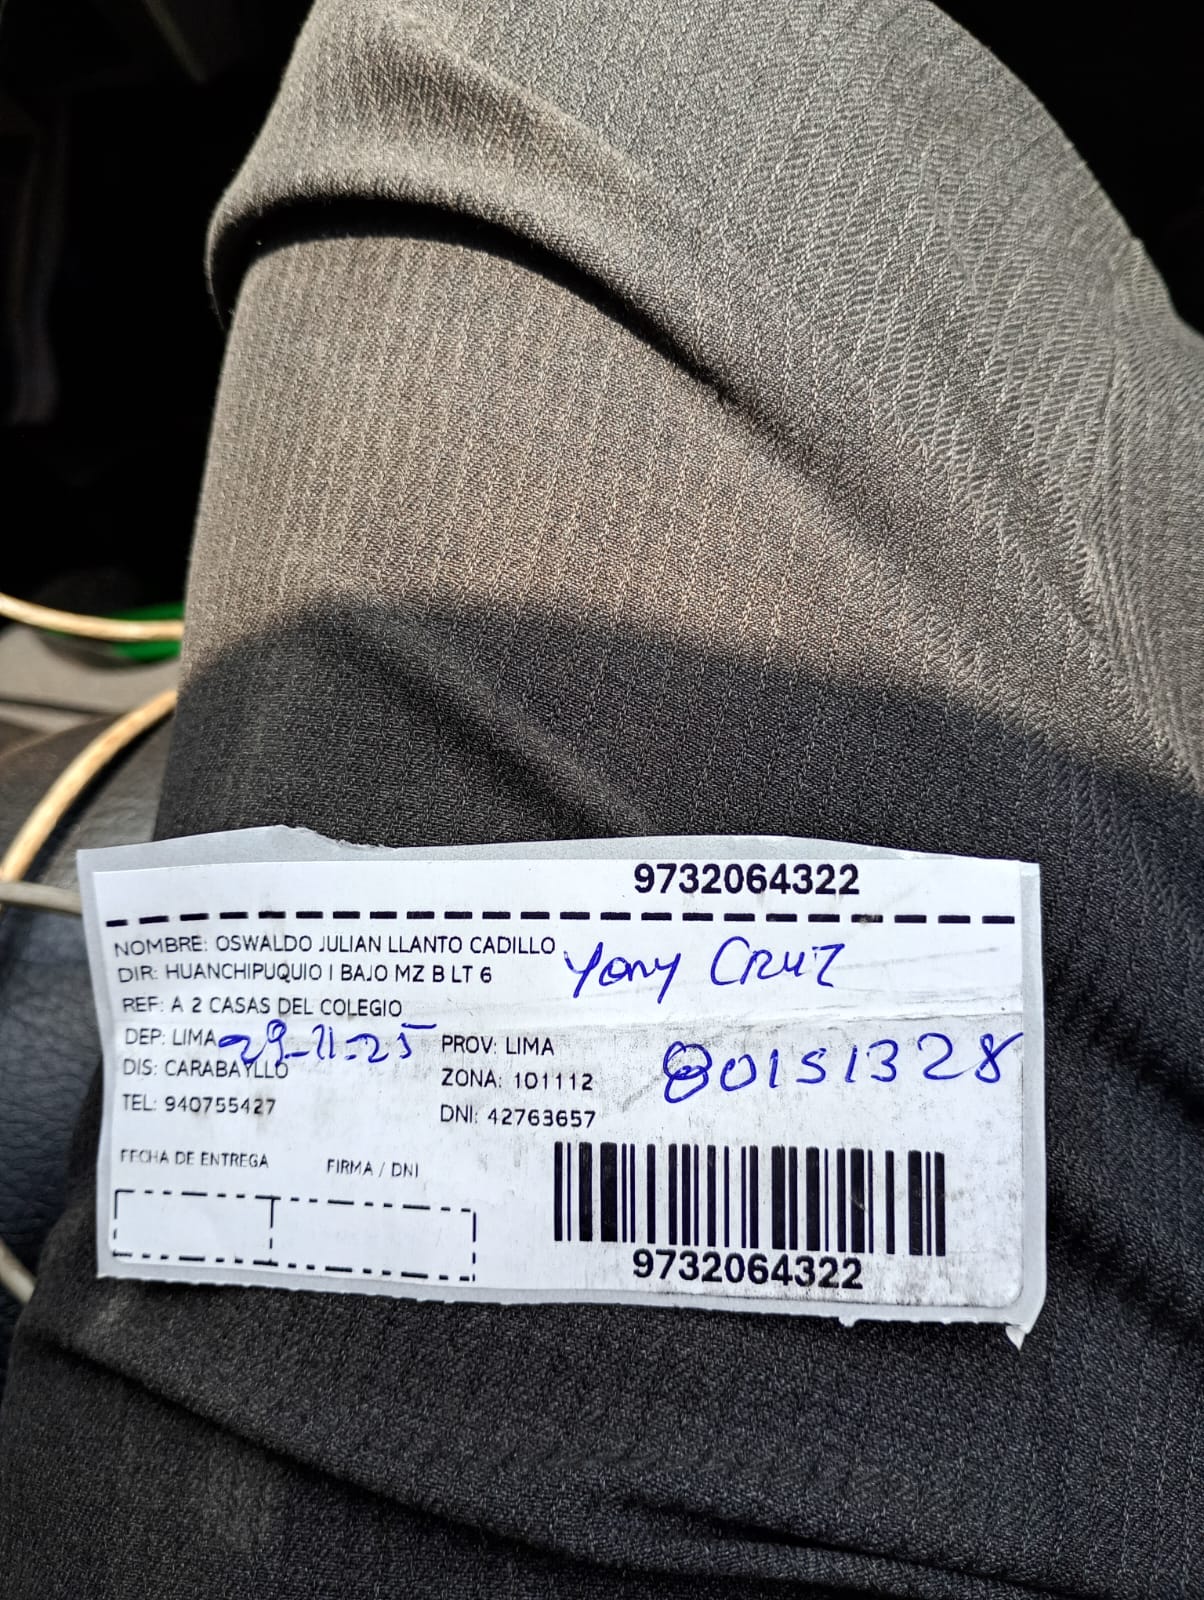 9732064322
NOMBRE: OSWALDO JULIAN LLANTO CADILLO
Yony CRUZ
DIR: HUANCHIPUQUIO I BAJO MZ B LT 6
REF: A 2 CASAS DEL COLEGIO
DEP: LIMA 29-11-25 PROV: LIMA
80151328
DIS: CARABAYLLO ZONA: 101112
TEL: 940755427 DNI: 42763657
FECHA DE ENTREGA FIRMA / DNI
9732064322